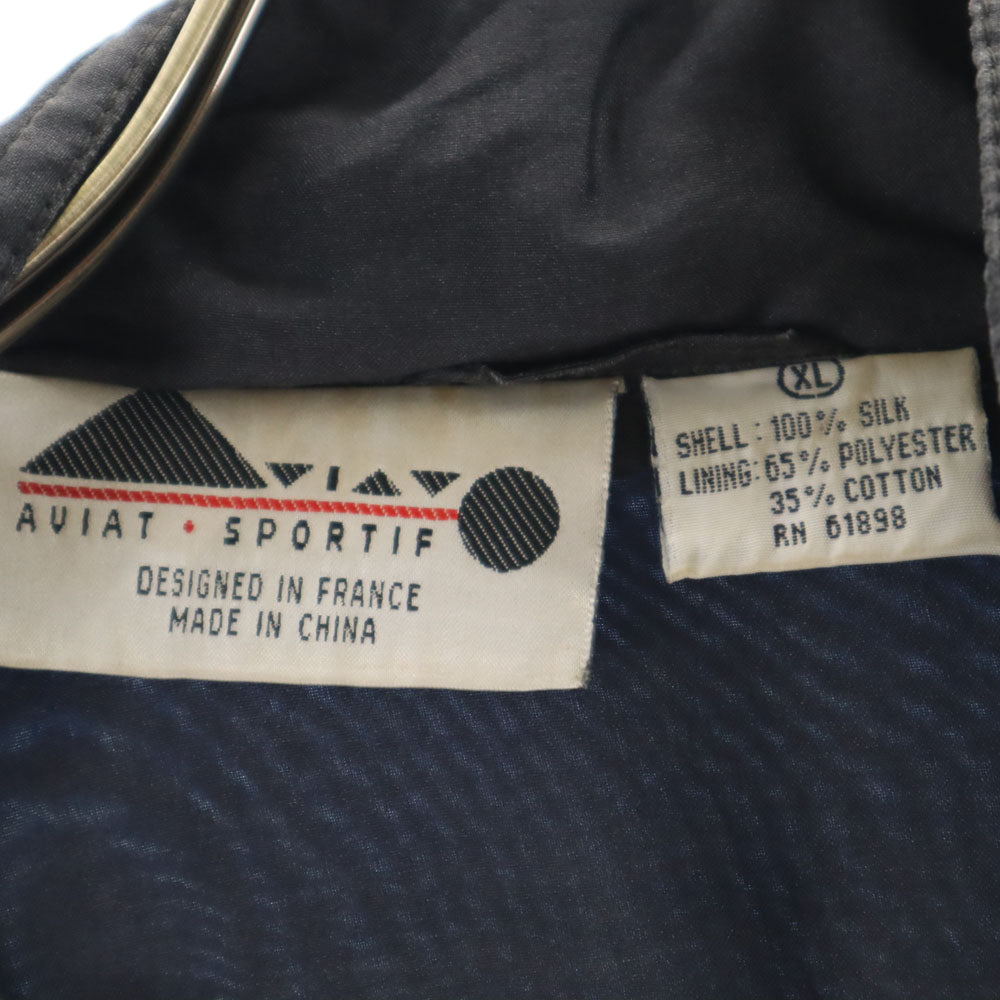 AVIAT • SPORTIF
DESIGNED IN FRANCE
MADE IN CHINA
XL
SHELL: 100% SILK
LINING: 65% POLYESTER
35% COTTON
RN 61898